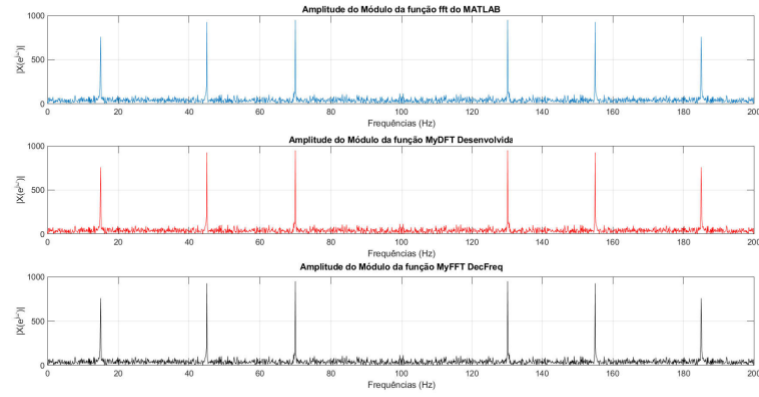 Amplitude do Módulo da função fft do MATLAB
1000
500
0
|X(e^jω)|
0 20 40 60 80 100 120 140 160 180 200
Frequências (Hz)
Amplitude do Módulo da função MyDFT Desenvolvida
1000
500
0
|X(e^jω)|
0 20 40 60 80 100 120 140 160 180 200
Frequências (Hz)
Amplitude do Módulo da função MyFFT DecFreq
1000
500
0
|X(e^jω)|
0 20 40 60 80 100 120 140 160 180 200
Frequências (Hz)